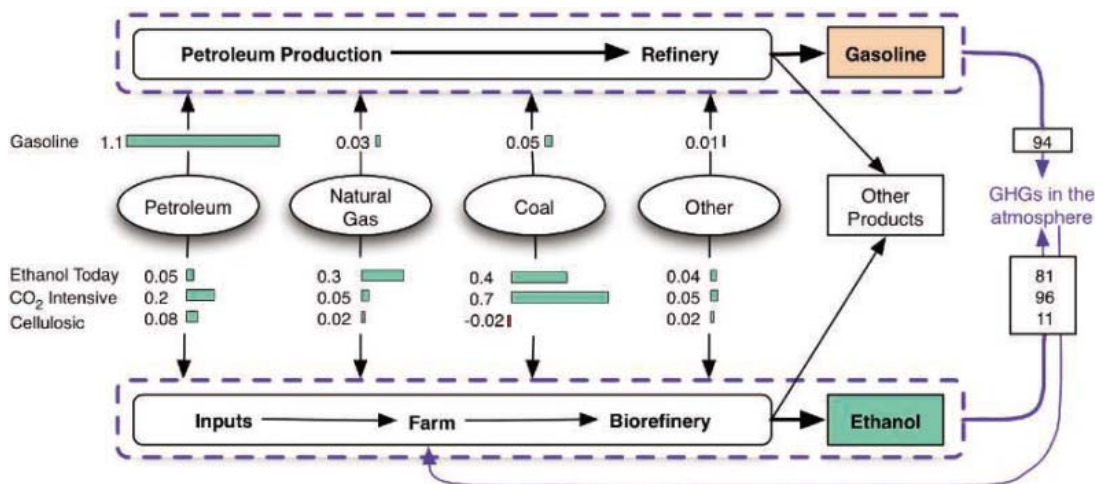 Petroleum Production Refinery Gasoline
Gasoline 1.1 0.03 0.05 0.01 94
Petroleum
Natural
Gas
Coal
Other
Other
Products
GHGs in the
atmosphere
Ethanol Today 0.05 0.3 0.4 0.04 81
CO₂ Intensive 0.2 0.05 0.7 0.05 96
Cellulosic 0.08 0.02 -0.02 0.02 11
Inputs Farm Biorefinery Ethanol